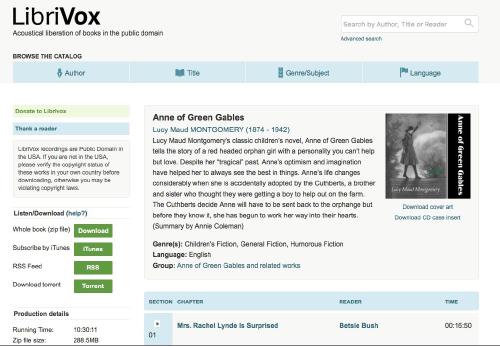 LibriVox
Acoustical liberation of books in the public domain
Search by Author, Title or Reader
Advanced search
BROWSE THE CATALOG
Author
Title
Genre/Subject
Language
Donate to Librivox
Thank a reader
LibriVox recordings are Public Domain in
the USA. If you are not in the USA,
please verify the copyright status of
these works in your own country before
downloading, otherwise you may be
violating copyright laws.
Listen/Download (help?)
Whole book (zip file) Download
Subscribe by iTunes iTunes
RSS Feed RSS
Download torrent Torrent
Production details
Running Time: 10:30:11
Zip file size: 288.5MB
Anne of Green Gables
Lucy Maud MONTGOMERY (1874 - 1942)
Lucy Maud Montgomery's classic children's novel, Anne of Green Gables
tells the story of a red headed orphan girl with a personality you can't help
but love. Despite her "tragical" past, Anne's optimism and imagination
have helped her to always see the best in things. Anne's life changes
considerably when she is accidentally adopted by the Cuthberts, a brother
and sister who thought they were getting a boy to help out on the farm.
The Cuthberts decide Anne will have to be sent back to the orphanage but
before they know it, she has begun to work her way into their hearts.
(Summary by Annie Coleman)
Genre(s): Children's Fiction, General Fiction, Humorous Fiction
Language: English
Group: Anne of Green Gables and related works
Anne of Green Gables
Lucy Maud Montgomery
Download cover art
Download CD case insert
SECTION CHAPTER READER TIME
01 Mrs. Rachel Lynde Is Surprised Betsie Bush 00:16:50